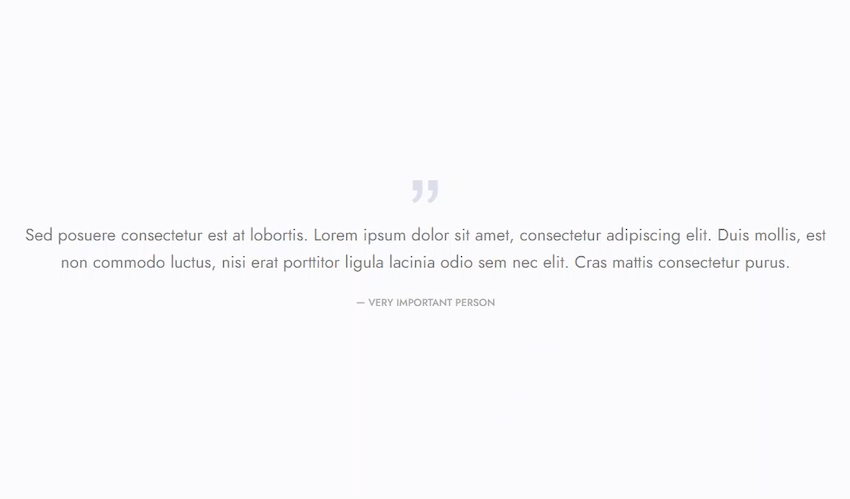 ”
Sed posuere consectetur est at lobortis. Lorem ipsum dolor sit amet, consectetur adipiscing elit. Duis mollis, est
non commodo luctus, nisi erat porttitor ligula lacinia odio sem nec elit. Cras mattis consectetur purus.
— VERY IMPORTANT PERSON